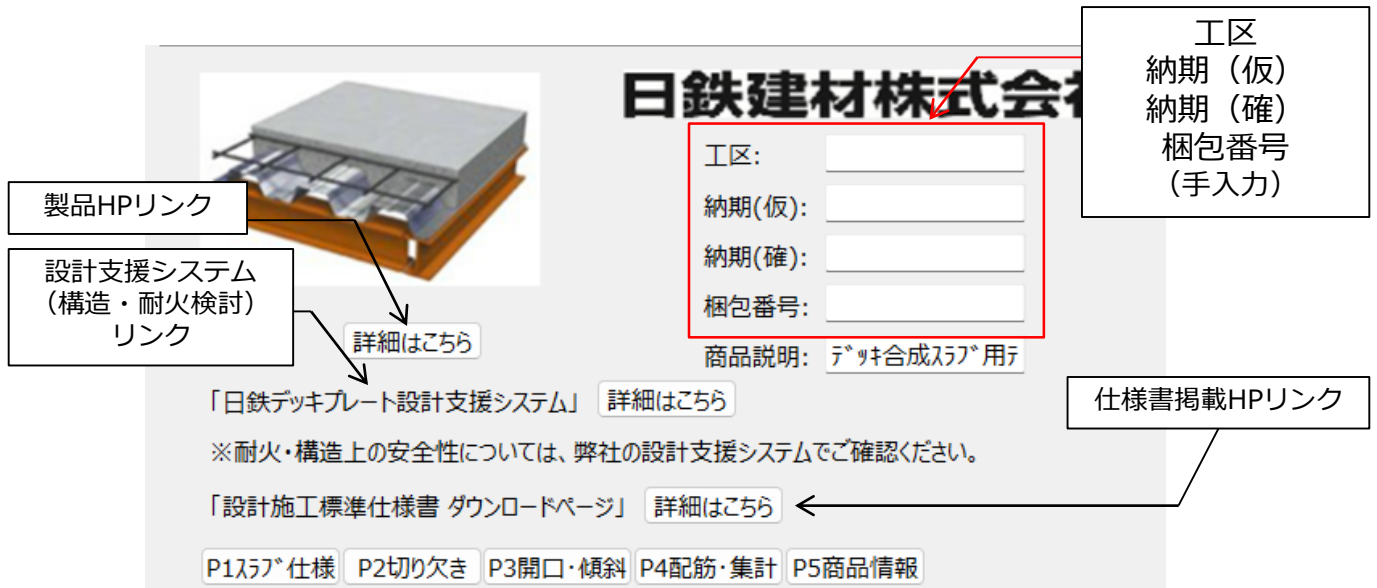 工区
納期（仮）
納期（確）
梱包番号
（手入力）
日鉄建材株式会社
工区:
納期(仮):
製品HPリンク
納期(確):
設計支援システム
（構造・耐火検討）
リンク
梱包番号:
詳細はこちら
商品説明: ﾃﾞｯｷ合成ｽﾗﾌﾞ用ﾃ
「日鉄デッキプレート設計支援システム」 詳細はこちら
仕様書掲載HPリンク
※耐火・構造上の安全性については、弊社の設計支援システムでご確認ください。
「設計施工標準仕様書 ダウンロードページ」 詳細はこちら
P1ｽﾗﾌﾞ仕様 P2切り欠き P3開口・傾斜 P4配筋・集計 P5商品情報